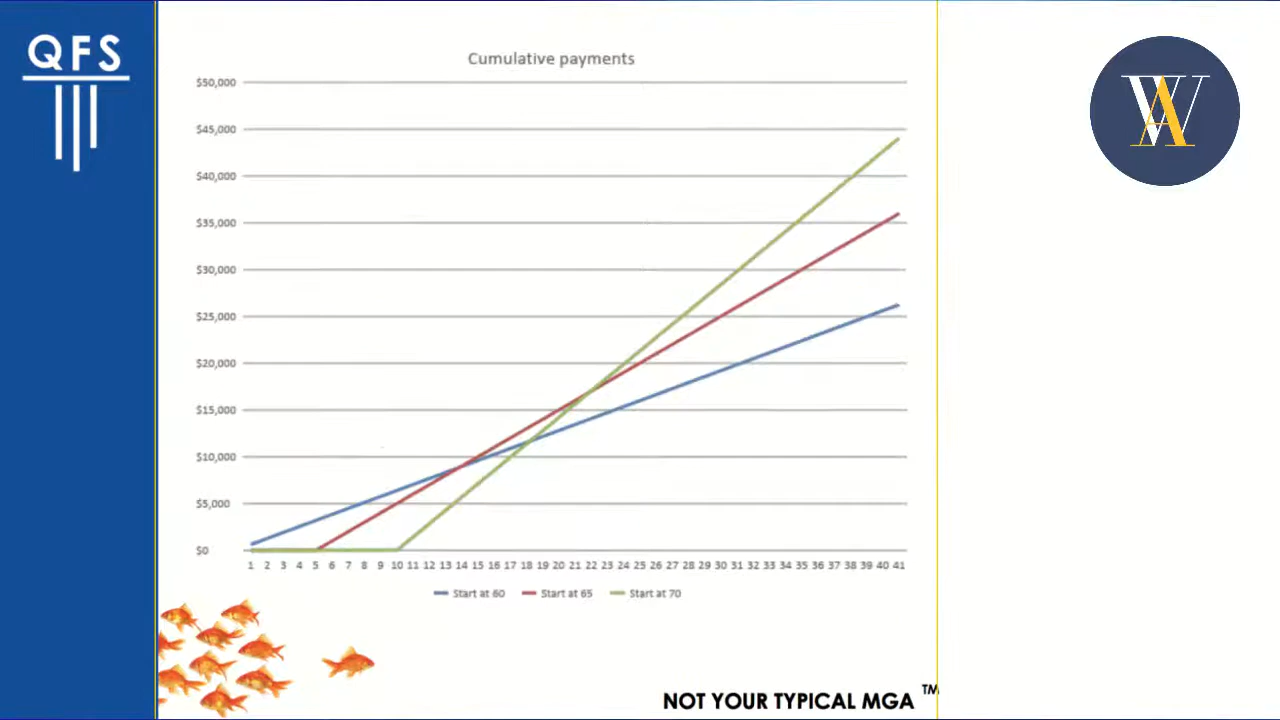 QFS
WA
Cumulative payments
$50,000
$45,000
$40,000
$35,000
$30,000
$25,000
$20,000
$15,000
$10,000
$5,000
$0
1 2 3 4 5 6 7 8 9 10 11 12 13 14 15 16 17 18 19 20 21 22 23 24 25 26 27 28 29 30 31 32 33 34 35 36 37 38 39 40 41
Start at 60 Start at 65 Start at 70
NOT YOUR TYPICAL MGA ™